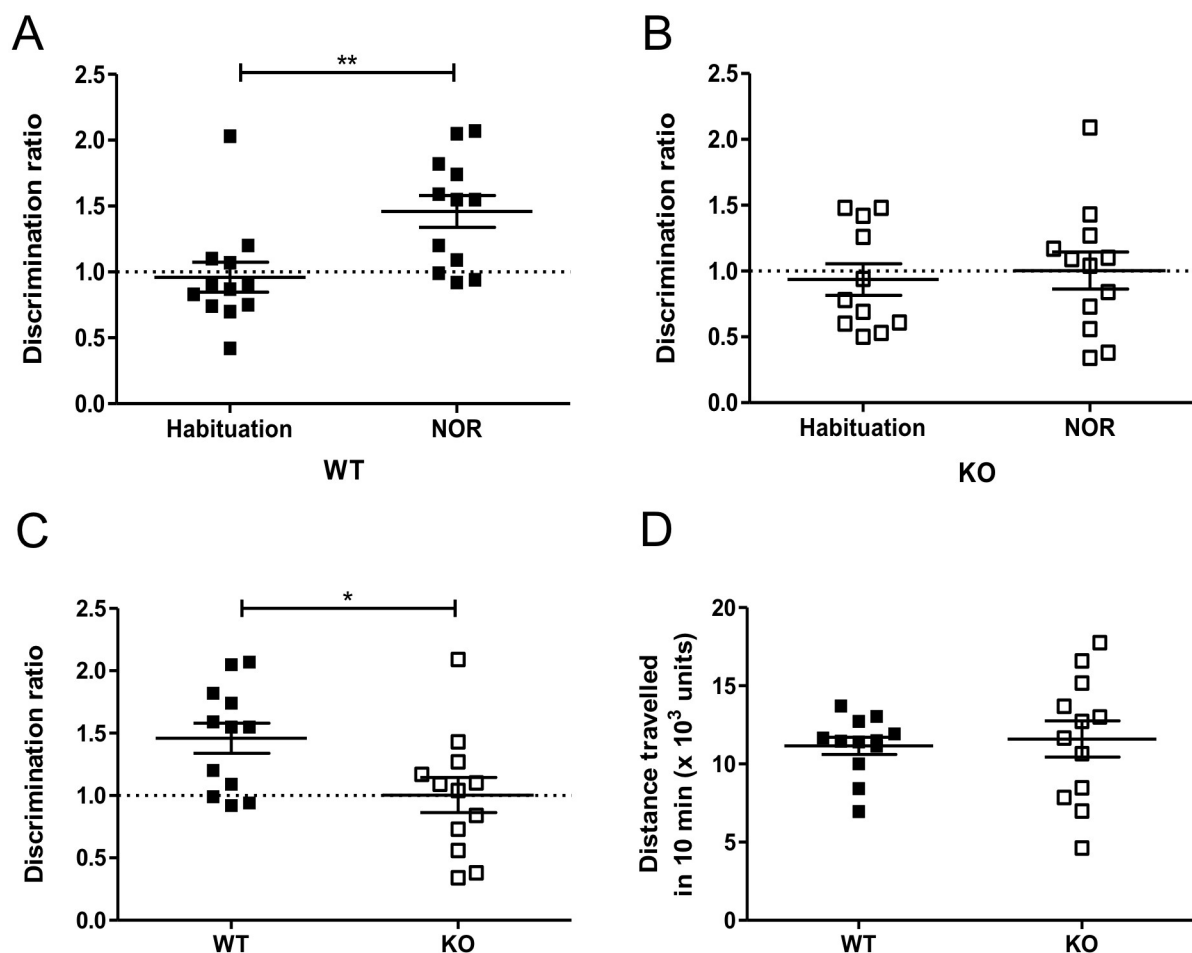 A
**
Discrimination ratio
2.5
2.0
1.5
1.0
0.5
0.0
Habituation
NOR
WT
B
Discrimination ratio
2.5
2.0
1.5
1.0
0.5
0.0
Habituation
NOR
KO
C
*
Discrimination ratio
2.5
2.0
1.5
1.0
0.5
0.0
WT
KO
D
Distance travelled
in 10 min (x 10³ units)
20
15
10
5
0
WT
KO